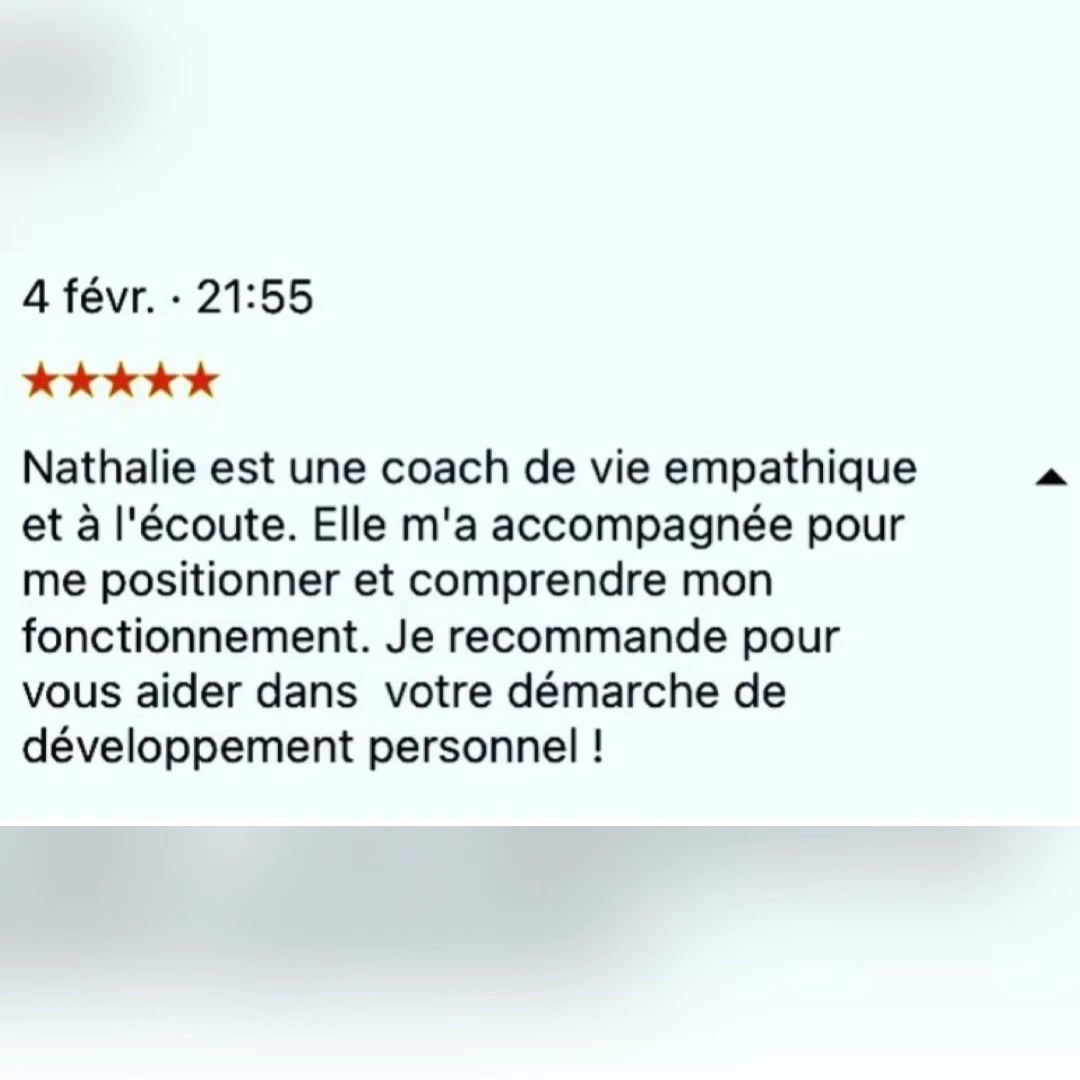 4 févr. · 21:55
★★★★★
Nathalie est une coach de vie empathique
et à l'écoute. Elle m'a accompagnée pour
me positionner et comprendre mon
fonctionnement. Je recommande pour
vous aider dans  votre démarche de
développement personnel !